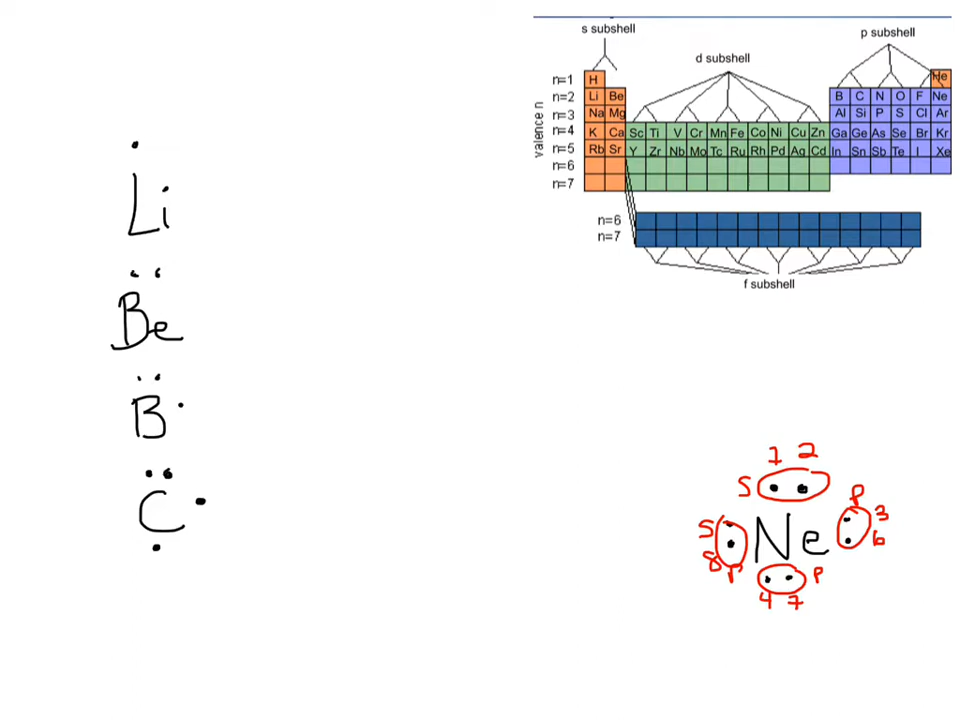 s subshell
p subshell
d subshell
valence n
n=1 H He
n=2 Li Be B C N O F Ne
n=3 Na Mg Al Si P S Cl Ar
n=4 K Ca Sc Ti V Cr Mn Fe Co Ni Cu Zn Ga Ge As Se Br Kr
n=5 Rb Sr Y Zr Nb Mo Tc Ru Rh Pd Ag Cd In Sn Sb Te I Xe
n=6
n=7
n=6
n=7
f subshell
Li
Be
B
C
1 2
S
P
3
5 Ne 6
8 P
P
4 7